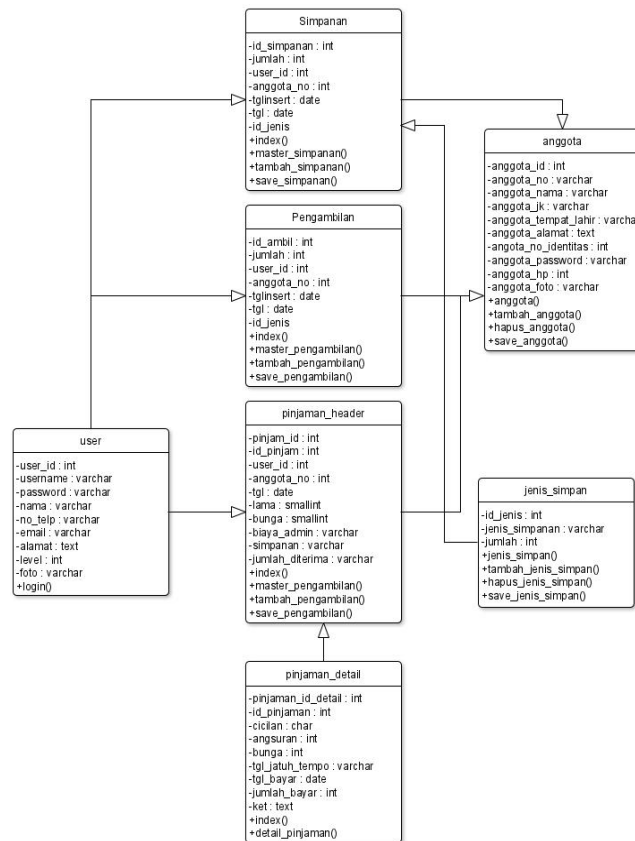 Simpanan
-id_simpanan : int
-jumlah : int
-user_id : int
-anggota_no : int
-tglinsert : date
-tgl : date
-id_jenis
+index()
+master_simpanan()
+tambah_simpanan()
+save_simpanan()
anggota
-anggota_id : int
-anggota_no : varchar
-anggota_nama : varchar
-anggota_jk : varchar
-anggota_tempat_lahir : varcha
-anggota_alamat : text
-angota_no_identitas : int
-anggota_password : varchar
-anggota_hp : int
-anggota_foto : varchar
+anggota()
+tambah_anggota()
+hapus_anggota()
+save_anggota()
Pengambilan
-id_ambil : int
-jumlah : int
-user_id : int
-anggota_no : int
-tglinsert : date
-tgl : date
-id_jenis
+index()
+master_pengambilan()
+tambah_pengambilan()
+save_pengambilan()
user
-user_id : int
-username : varchar
-password : varchar
-nama : varchar
-no_telp : varchar
-email : varchar
-alamat : text
-level : int
-foto : varchar
+login()
pinjaman_header
-pinjam_id : int
-id_pinjam : int
-user_id : int
-anggota_no : int
-tgl : date
-lama : smallint
-bunga : smallint
-biaya_admin : varchar
-simpanan : varchar
-jumlah_diterima : varchar
+index()
+master_pengambilan()
+tambah_pengambilan()
+save_pengambilan()
jenis_simpan
-id_jenis : int
-jenis_simpanan : varchar
-jumlah : int
+jenis_simpan()
+tambah_jenis_simpan()
+hapus_jenis_simpan()
+save_jenis_simpan()
pinjaman_detail
-pinjaman_id_detail : int
-id_pinjaman : int
-cicilan : char
-angsuran : int
-bunga : int
-tgl_jatuh_tempo : varchar
-tgl_bayar : date
-jumlah_bayar : int
-ket : text
+index()
+detail_pinjaman()